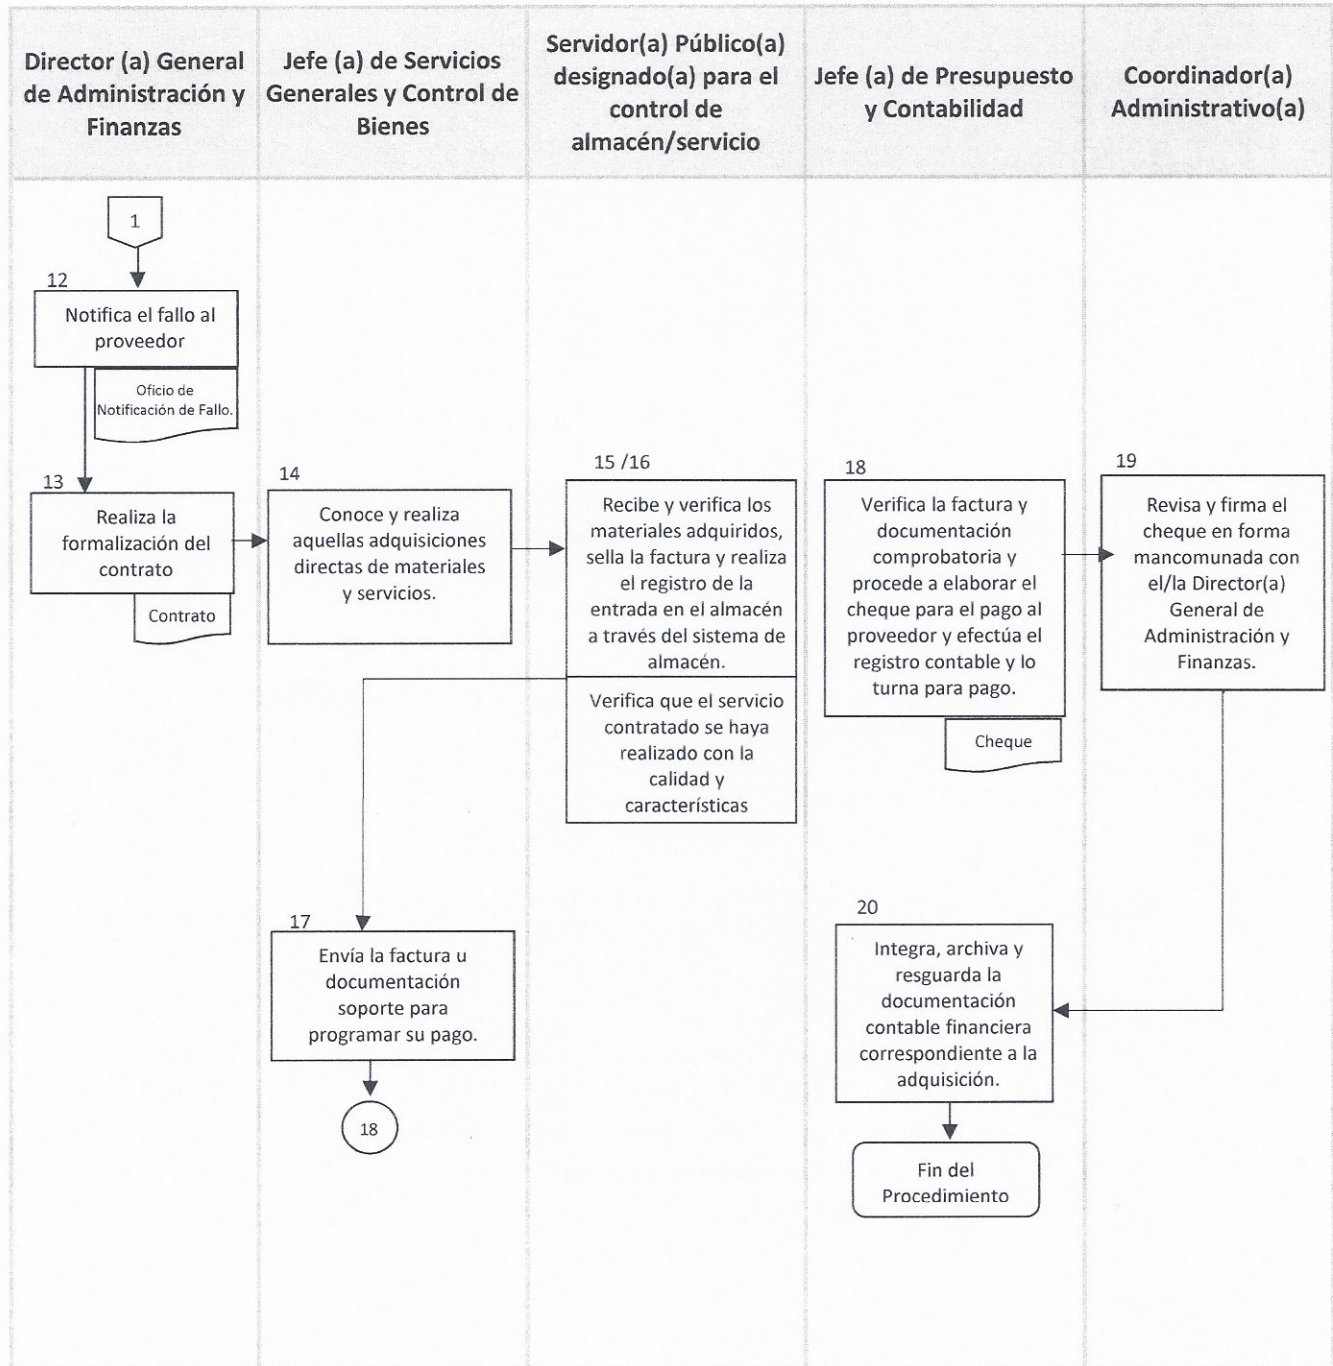 Director (a) General
de Administración y
Finanzas
Jefe (a) de Servicios
Generales y Control de
Bienes
Servidor(a) Público(a)
designado(a) para el
control de
almacén/servicio
Jefe (a) de Presupuesto
y Contabilidad
Coordinador(a)
Administrativo(a)
1
12
Notifica el fallo al
proveedor
Oficio de
Notificación de Fallo.
13
Realiza la
formalización del
contrato
Contrato
14
Conoce y realiza
aquellas adquisiciones
directas de materiales
y servicios.
15 /16
Recibe y verifica los
materiales adquiridos,
sella la factura y realiza
el registro de la
entrada en el almacén
a través del sistema de
almacén.
Verifica que el servicio
contratado se haya
realizado con la
calidad y
características
17
Envía la factura u
documentación
soporte para
programar su pago.
18
18
Verifica la factura y
documentación
comprobatoria y
procede a elaborar el
cheque para el pago al
proveedor y efectúa el
registro contable y lo
turna para pago.
Cheque
19
Revisa y firma el
cheque en forma
mancomunada con
el/la Director(a)
General de
Administración y
Finanzas.
20
Integra, archiva y
resguarda la
documentación
contable financiera
correspondiente a la
adquisición.
Fin del
Procedimiento